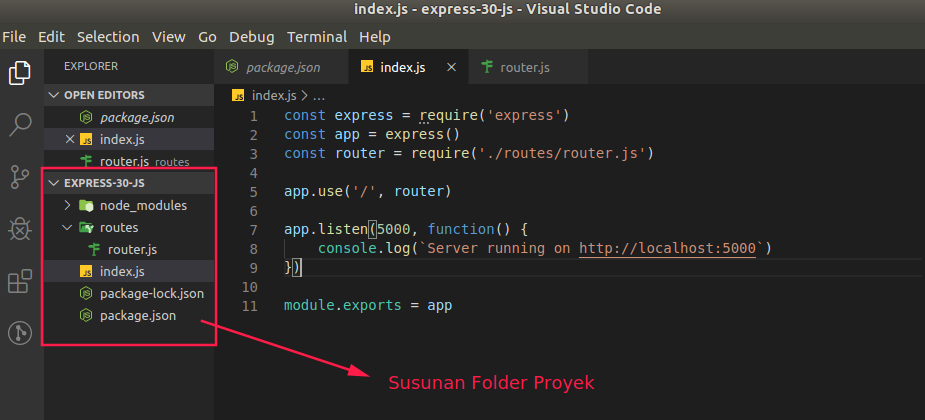 index.js - express-30-js - Visual Studio Code
File Edit Selection View Go Debug Terminal Help
EXPLORER
OPEN EDITORS
package.json
index.js
router.js routes
EXPRESS-30-JS
node_modules
routes
router.js
index.js
package-lock.json
package.json
package.json index.js router.js
index.js > ...
1 const express = require('express')
2 const app = express()
3 const router = require('./routes/router.js')
4
5 app.use('/', router)
6
7 app.listen(5000, function() {
8 console.log(`Server running on http://localhost:5000`)
9 })
10
11 module.exports = app
Susunan Folder Proyek